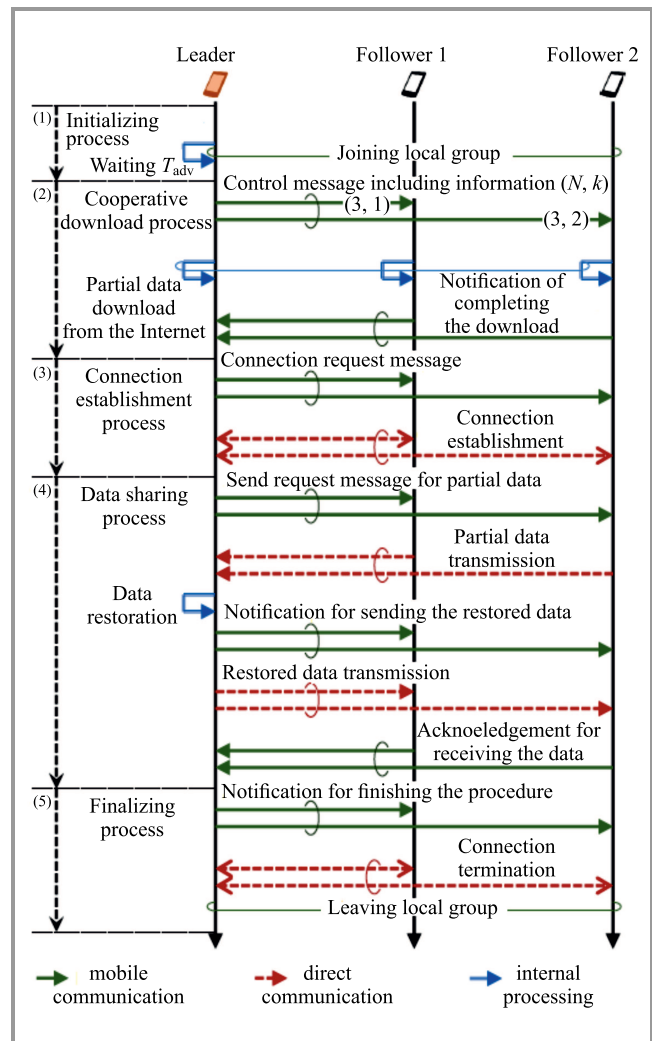 Leader
Follower 1
Follower 2
(1)
Initializing
process
Waiting Tadv
Joining local group
(2)
Cooperative
download process
Control message including information (N, k)
(3, 1)
(3, 2)
Partial data
download
from the Internet
Notification of
completing
the download
(3)
Connection
establishment
process
Connection request message
Connection
establishment
(4)
Data sharing
process
Send request message for partial data
Partial data
transmission
Data
restoration
Notification for sending the restored data
Restored data transmission
Acknoeledgement for
receiving the data
(5)
Finalizing
process
Notification for finishing the procedure
Connection
termination
Leaving local group
mobile
communication
direct
communication
internal
processing